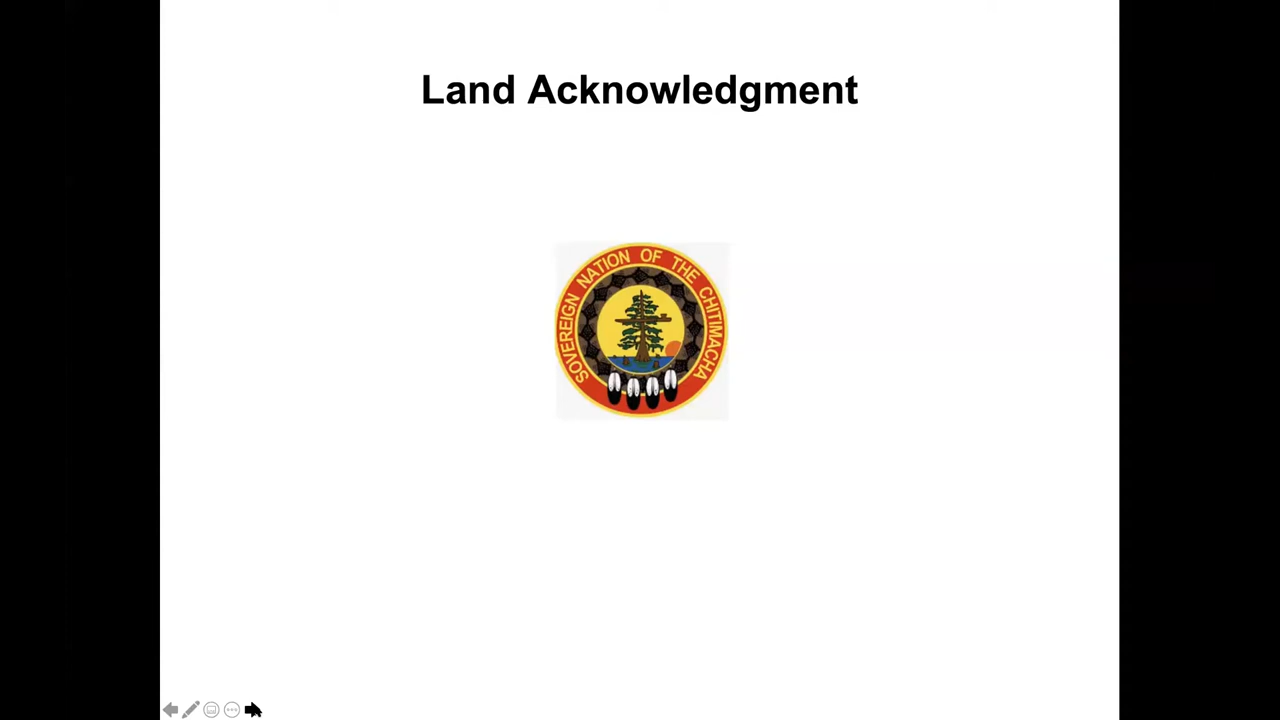 Land Acknowledgment
SOVEREIGN NATION OF THE CHITIMACHA